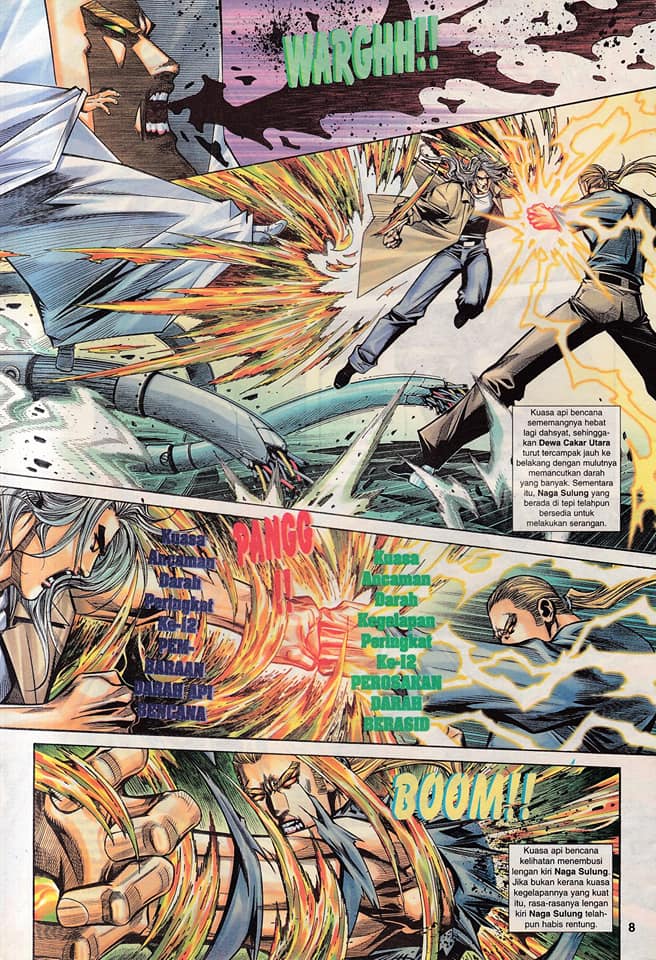 WARGHH!!
Kuasa api bencana
sememangnya hebat
lagi dahsyat, sehingga-
kan Dewa Cakar Utara
turut tercampak jauh ke
belakang dengan mulutnya
memancutkan darah
yang banyak. Sementara
itu, Naga Sulung yang
berada di tepi telahpun
bersedia untuk
melakukan serangan.
Kuasa
Ancaman
Darah
Peringkat
Ke-12
PEM-
BAZAAN
DARAH API
BENCANA
PANGG
!!
Kuasa
Ancaman
Darah
Kegelapan
Peringkat
Ke-12
PEROSAKAN
DARAH
BERASID
BOOM!!
Kuasa api bencana
kelihatan menembusi
lengan kiri Naga Sulung.
Jika bukan kerana kuasa
kegelapannya yang kuat
itu, rasa-rasanya lengan
kiri Naga Sulung telah-
pun habis rentung.
8